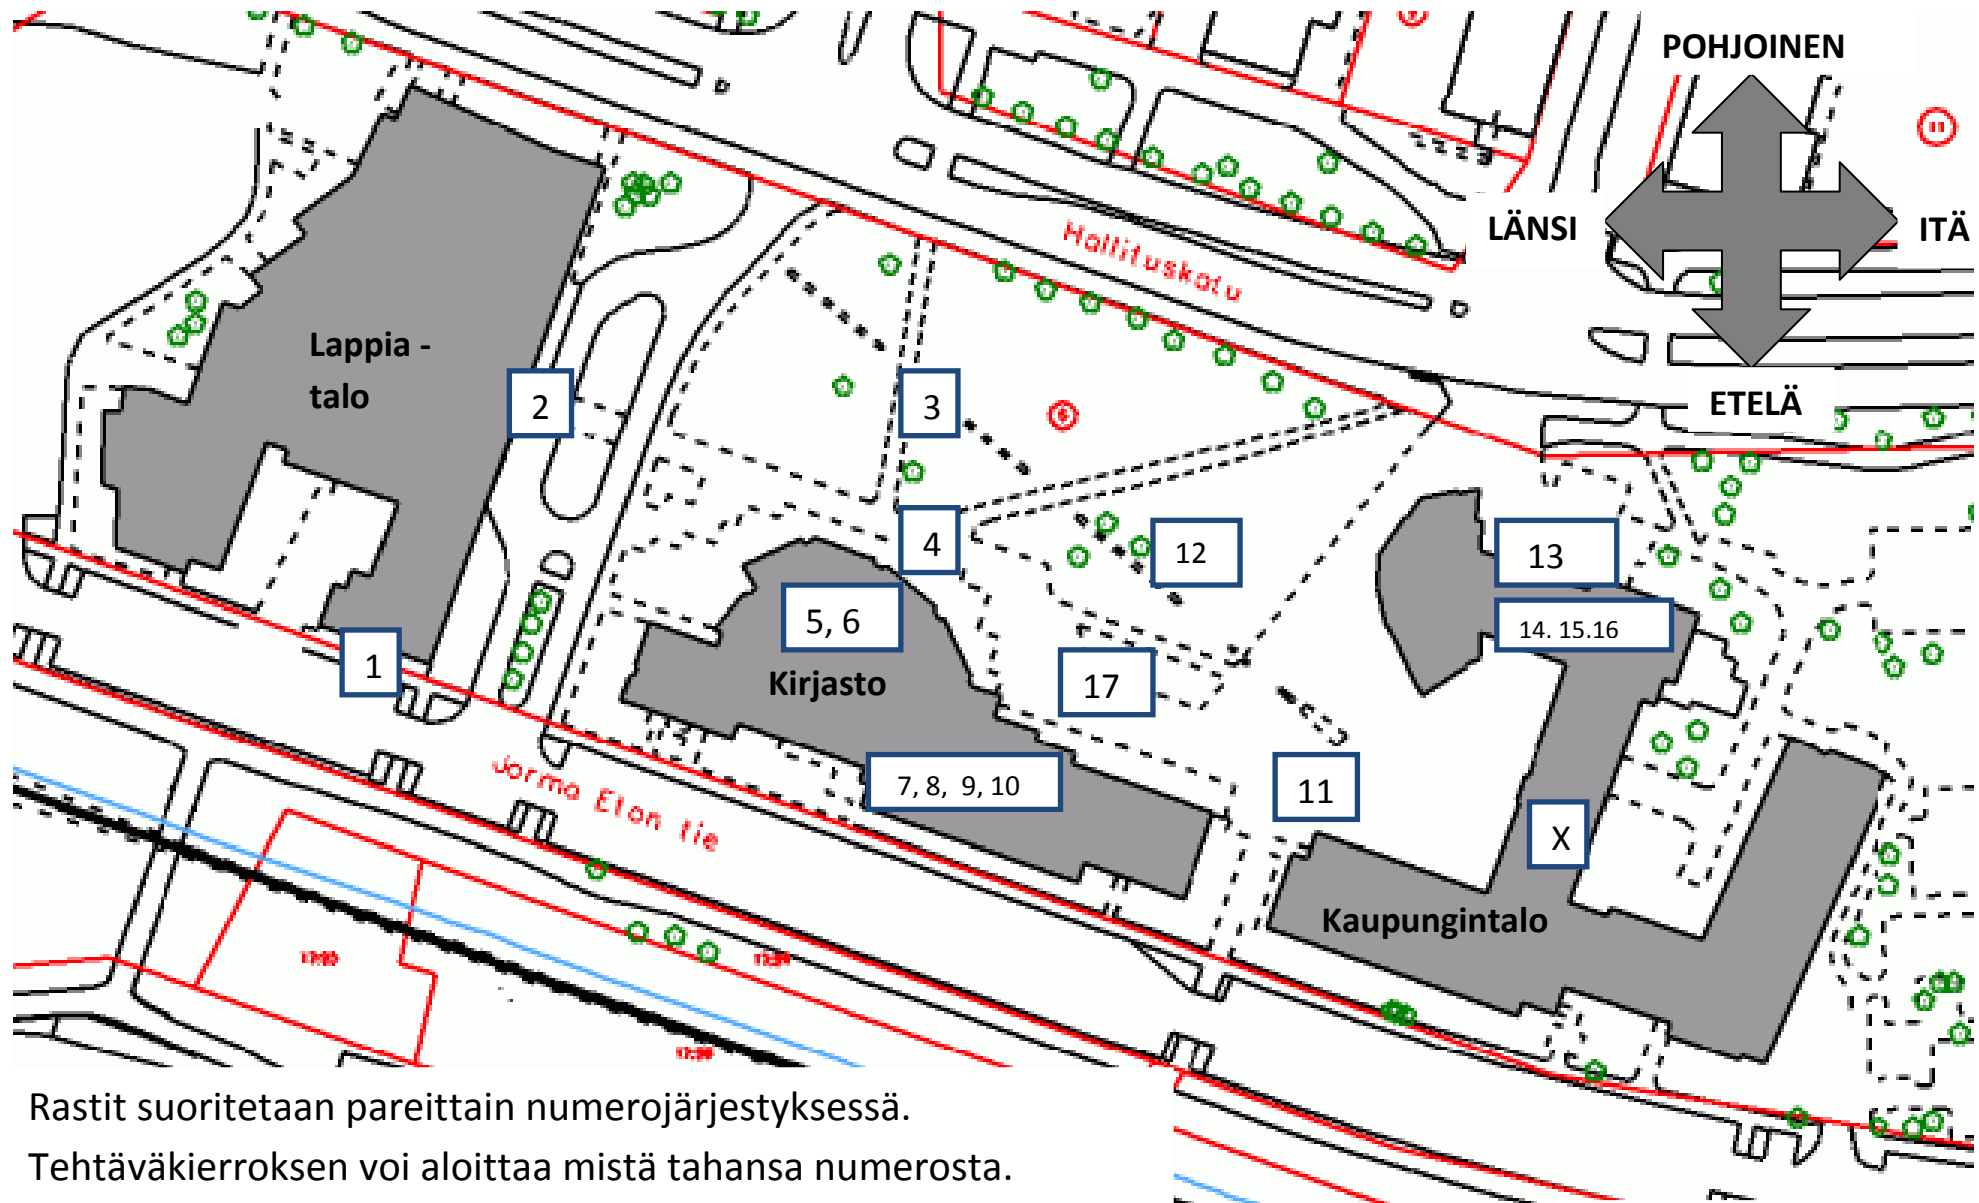 POHJOINEN
11
LÄNSI
ITÄ
Hallituskatu
ETELÄ
Lappia -
talo
2
3
6
4
12
13
5, 6
14. 15.16
1
Kirjasto
17
7, 8, 9, 10
11
Jorma Eton tie
X
Kaupungintalo
Rastit suoritetaan pareittain numerojärjestyksessä.
Tehtäväkierroksen voi aloittaa mistä tahansa numerosta.